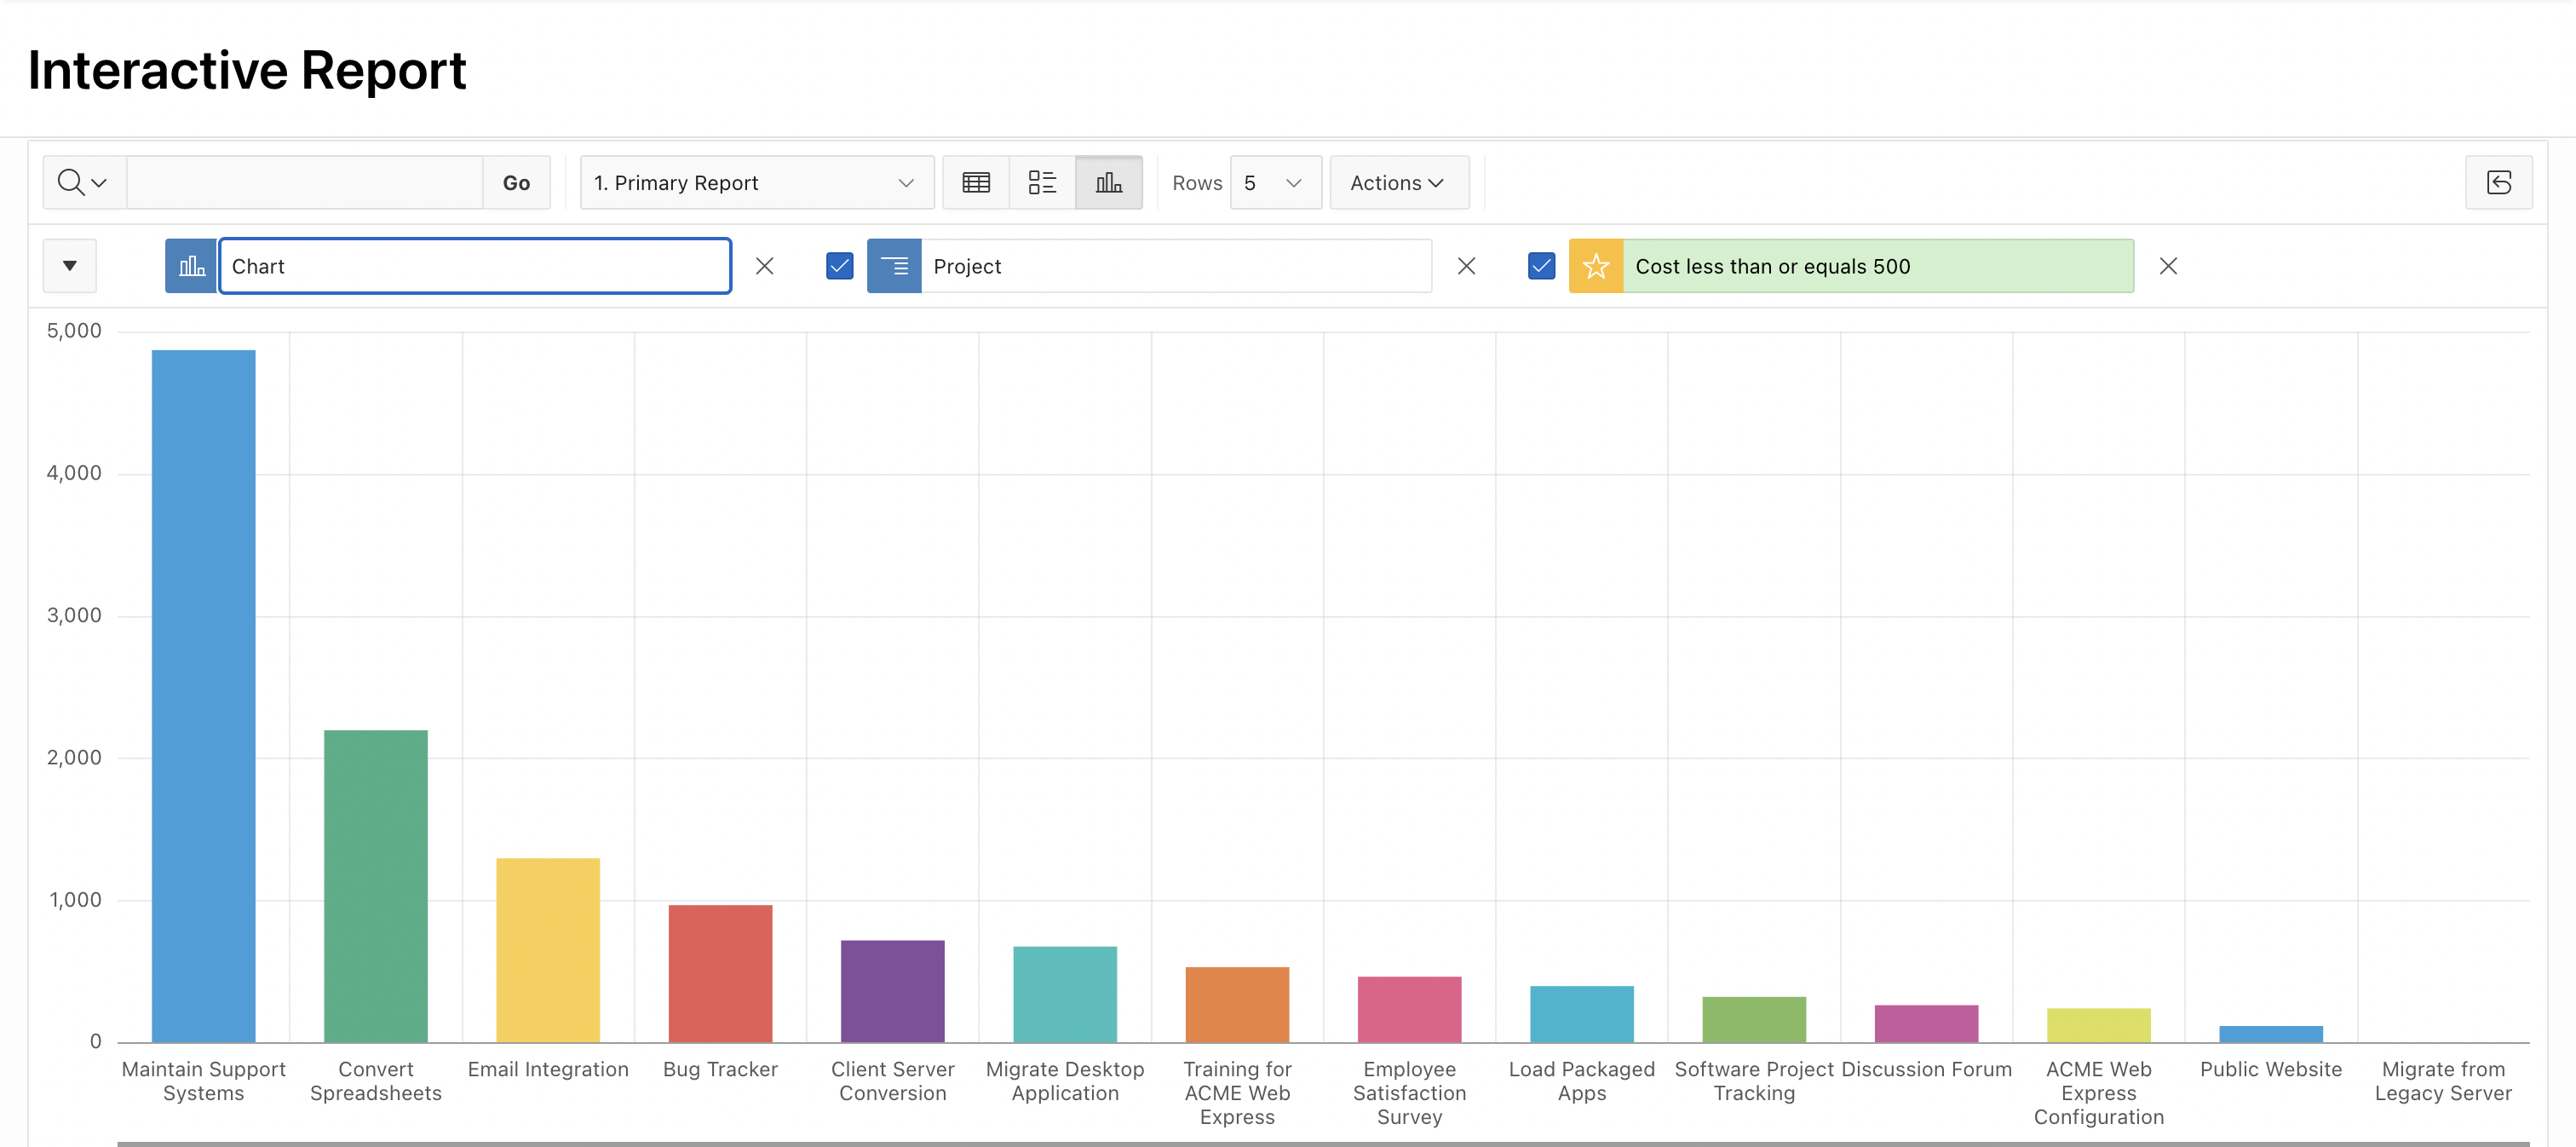 Interactive Report
Go
1. Primary Report
Rows
5
Actions
Chart
Project
Cost less than or equals 500
5,000
4,000
3,000
2,000
1,000
0
Maintain Support
Systems
Convert
Spreadsheets
Email Integration
Bug Tracker
Client Server
Conversion
Migrate Desktop
Application
Training for
ACME Web
Express
Employee
Satisfaction
Survey
Load Packaged
Apps
Software Project
Tracking
Discussion Forum
ACME Web
Express
Configuration
Public Website
Migrate from
Legacy Server